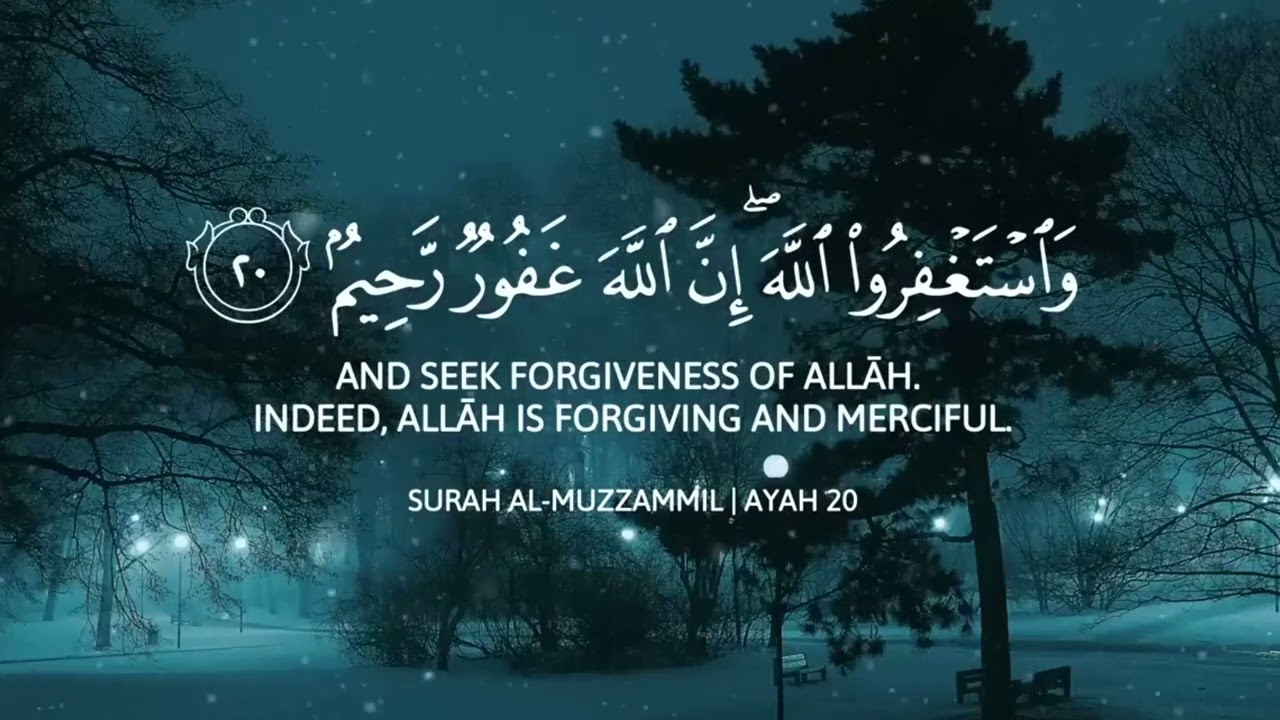 وَٱسْتَغْفِرُوا۟ ٱللَّهَ ۖ إِنَّ ٱللَّهَ غَفُورٌ رَّحِيمٌۢ ٢٠
AND SEEK FORGIVENESS OF ALLĀH.
INDEED, ALLĀH IS FORGIVING AND MERCIFUL.
SURAH AL-MUZZAMMIL | AYAH 20